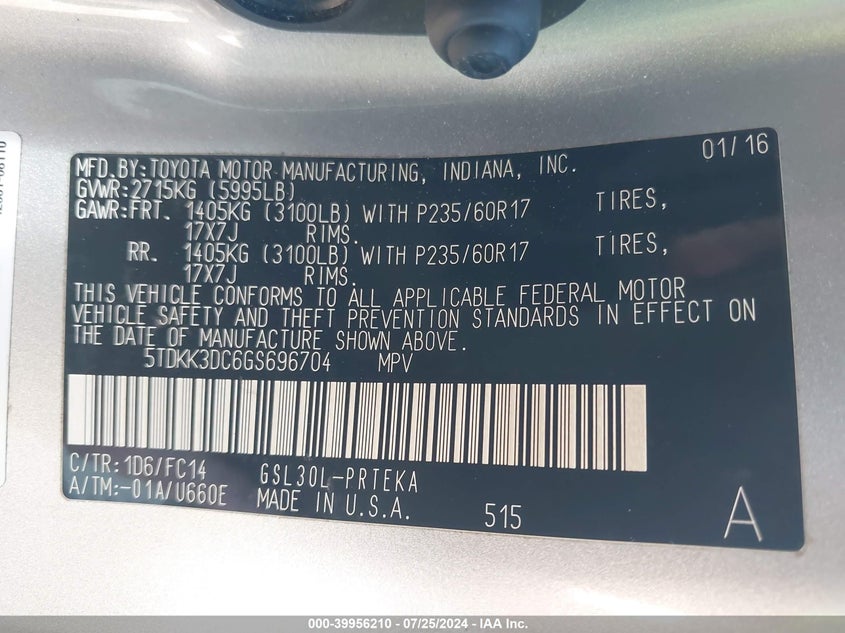 01/16
MFD.BY:TOYOTA MOTOR MANUFACTURING, INDIANA, INC.
GVWR:2715KG (5995LB)
GAWR:FRT. 1405KG (3100LB) WITH P235/60R17 TIRES,
17X7J RIMS.
RR. 1405KG (3100LB) WITH P235/60R17 TIRES,
17X7J RIMS.
THIS VEHICLE CONFORMS TO ALL APPLICABLE FEDERAL MOTOR
VEHICLE SAFETY AND THEFT PREVENTION STANDARDS IN EFFECT ON
THE DATE OF MANUFACTURE SHOWN ABOVE.
5TDKK3DC6GS696704 MPV
C/TR:1D6/FC14 GSL30L-PRTEKA
A/TM:-01A/U660E MADE IN U.S.A. 515 A
000-39956210 - 07/25/2024 - IAA Inc.